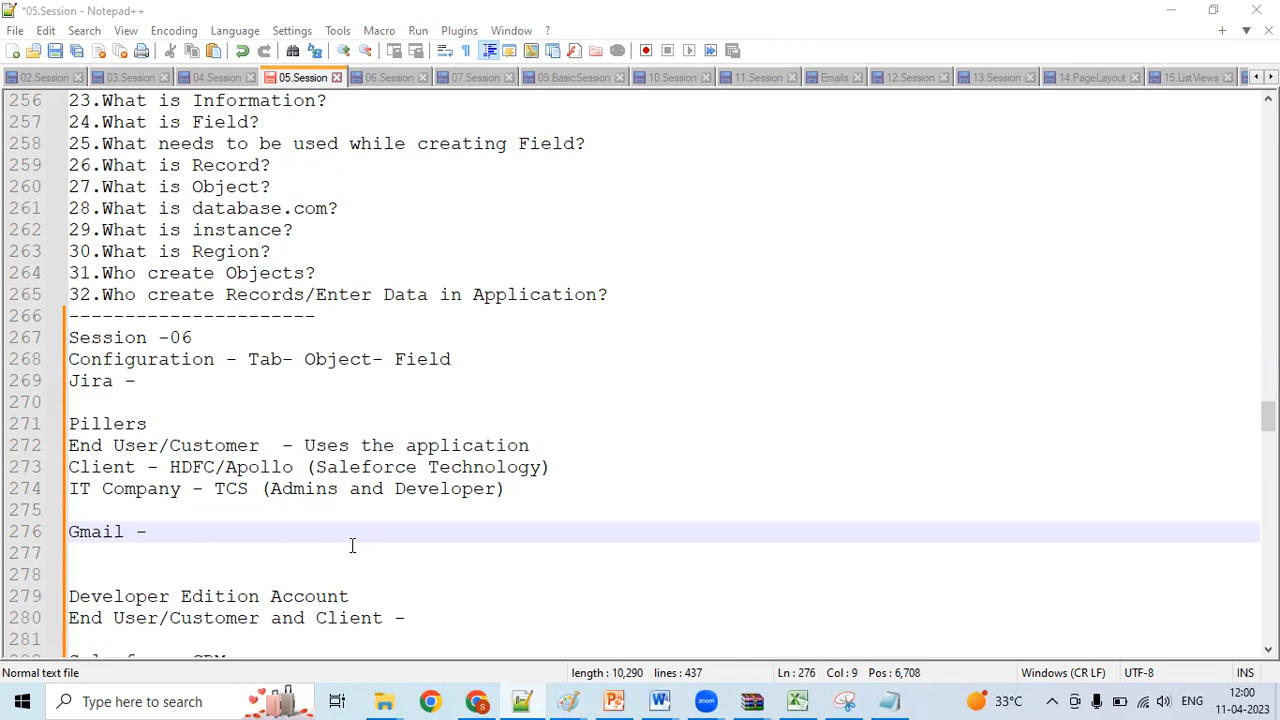 *05.Session - Notepad++
File Edit Search View Encoding Language Settings Tools Macro Run Plugins Window ?
02.Session 03.Session 04.Session 05.Session 06.Session 07.Session 09.BasicSession 10.Session 11.Session Emails 12.Session 13.Session 14.PageLayout 15.ListViews
256 23.What is Information?
257 24.What is Field?
258 25.What needs to be used while creating Field?
259 26.What is Record?
260 27.What is Object?
261 28.What is database.com?
262 29.What is instance?
263 30.What is Region?
264 31.Who create Objects?
265 32.Who create Records/Enter Data in Application?
266 ----------------------
267 Session -06
268 Configuration - Tab- Object- Field
269 Jira -
270
271 Pillers
272 End User/Customer  - Uses the application
273 Client - HDFC/Apollo (Saleforce Technology)
274 IT Company - TCS (Admins and Developer)
275
276 Gmail -
277
278
279 Developer Edition Account
280 End User/Customer and Client -
281
Normal text file length : 10,290 lines : 437 Ln : 276 Col : 9 Pos : 6,708 Windows (CR LF) UTF-8 INS
Type here to search 33°C ENG 12:00
11-04-2023